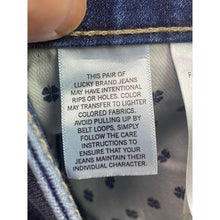 THIS PAIR OF
LUCKY BRAND JEANS
MAY HAVE INTENTIONAL
RIPS OR HOLES. COLOR
MAY TRANSFER TO LIGHTER
COLORED FABRICS.
AVOID PULLING UP BY
BELT LOOPS, SIMPLY
FOLLOW THE CARE
INSTRUCTIONS TO
ENSURE THAT YOUR
JEANS MAINTAIN THEIR
INDIVIDUAL CHARACTER.